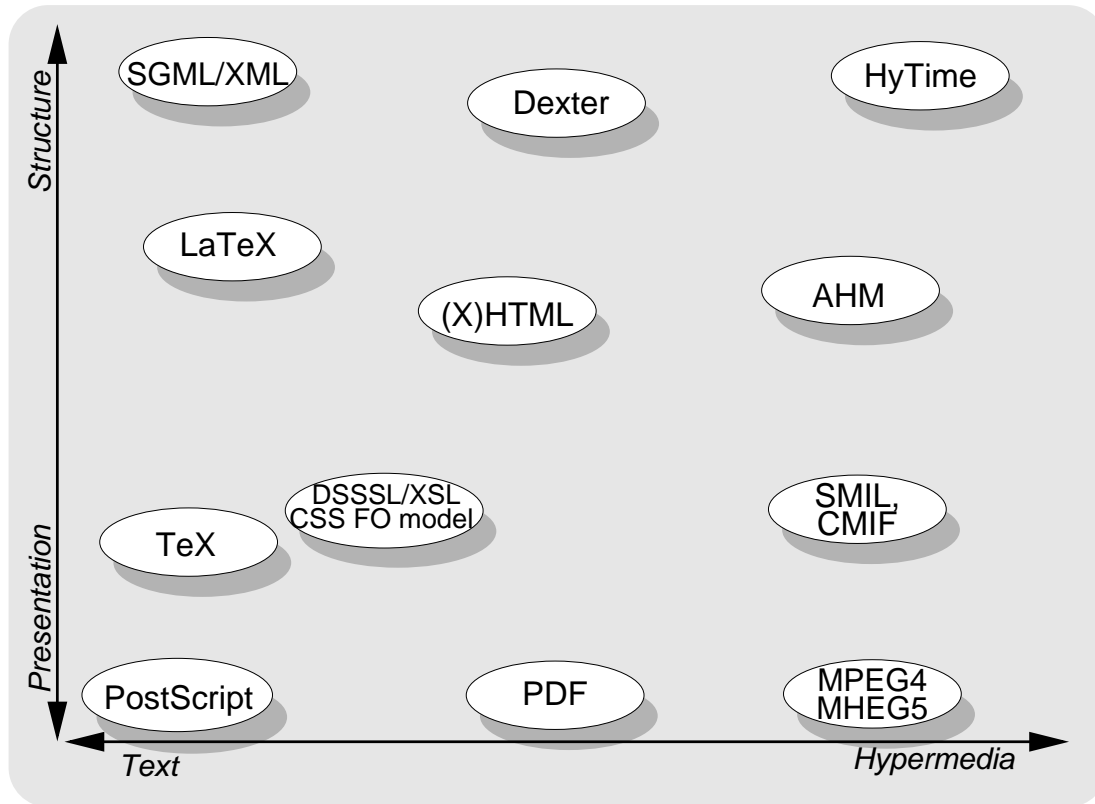 Structure
SGML/XML
Dexter
HyTime
LaTeX
(X)HTML
AHM
DSSSL/XSL
CSS FO model
SMIL,
CMIF
TeX
Presentation
PostScript
PDF
MPEG4
MHEG5
Text
Hypermedia